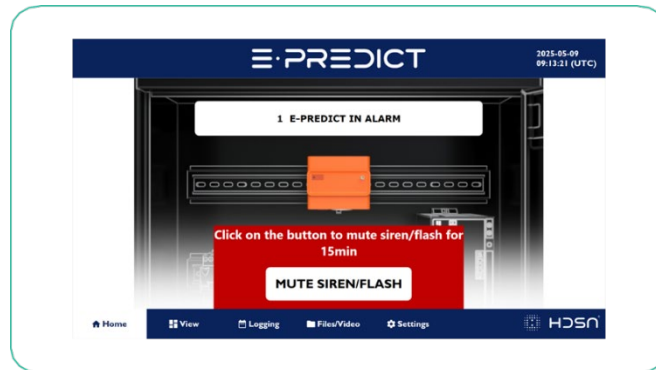 E·PREDICT
2025-05-09
09:13:21 (UTC)
1 E-PREDICT IN ALARM
Click on the button to mute siren/flash for
15min
MUTE SIREN/FLASH
Home View Logging Files/Video Settings HDSN